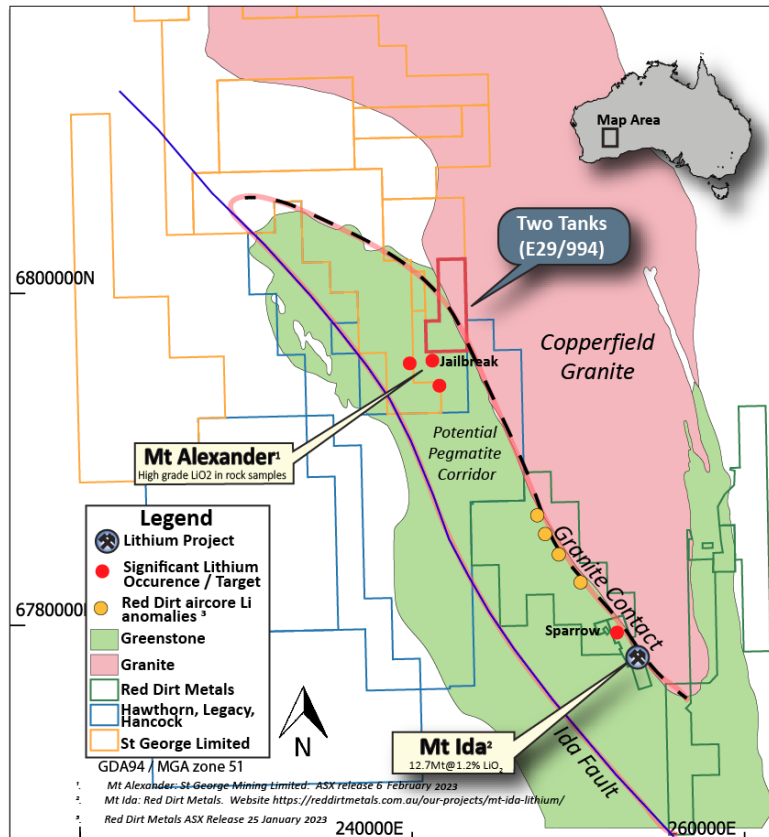 Map Area
Two Tanks
(E29/994)
6800000N
Copperfield
Granite
Jailbreak
Potential
Pegmatite
Corridor
Mt Alexander¹
High grade LiO2 in rock samples
Legend
Lithium Project
Significant Lithium
Occurence / Target
Red Dirt aircore Li
anomalies ³
Greenstone
Granite
Red Dirt Metals
Hawthorn, Legacy,
Hancock
St George Limited
Granite Contact
6780000N
Sparrow
Mt Ida²
12.7Mt@1.2% LiO₂
Ida Fault
N
GDA94 / MGA zone 51
¹. Mt Alexander: St George Mining Limited: ASX release 6 February 2023
². Mt Ida: Red Dirt Metals. Website https://reddirtmetals.com.au/our-projects/mt-ida-lithium/
³. Red Dirt Metals ASX Release 25 January 2023
240000E
260000E